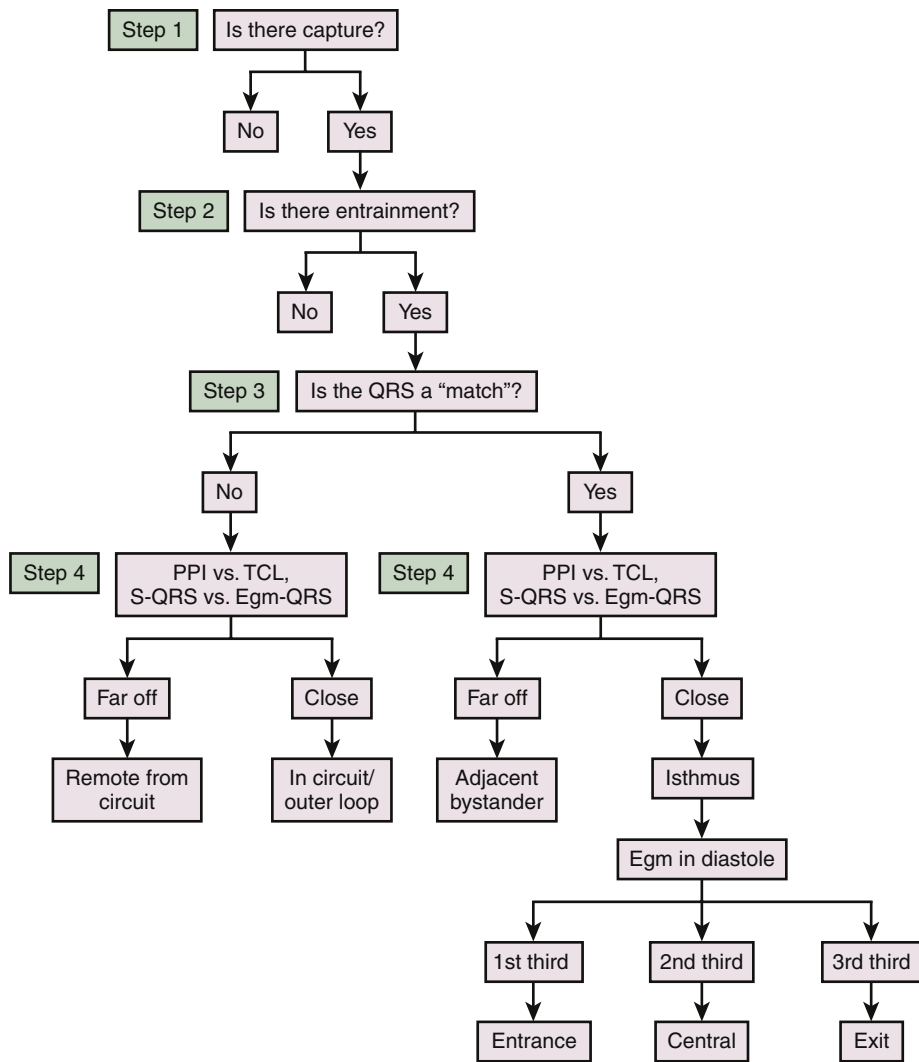 Step 1
Is there capture?
No
Yes
Step 2
Is there entrainment?
No
Yes
Step 3
Is the QRS a “match”?
No
Yes
Step 4
PPI vs. TCL,
S-QRS vs. Egm-QRS
Step 4
PPI vs. TCL,
S-QRS vs. Egm-QRS
Far off
Close
Far off
Close
Remote from
circuit
In circuit/
outer loop
Adjacent
bystander
Isthmus
Egm in diastole
1st third
2nd third
3rd third
Entrance
Central
Exit